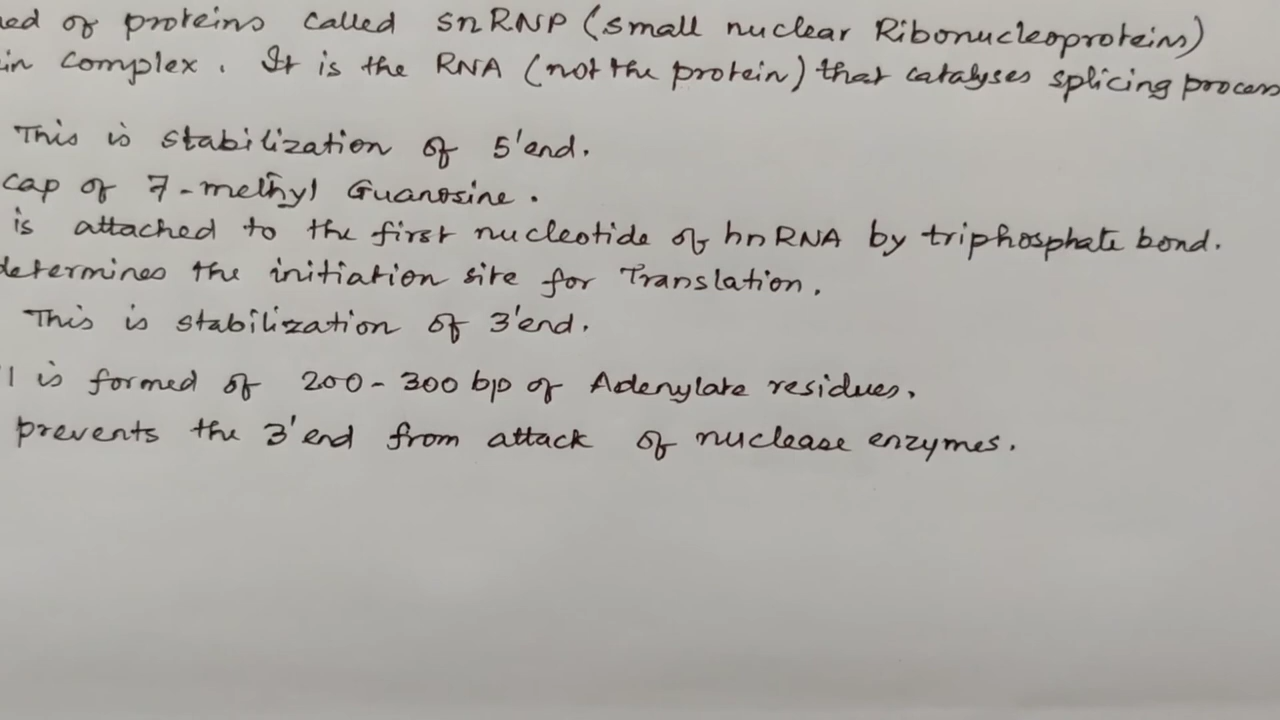 ed of proteins called snRNP (small nuclear Ribonucleoproteins)
in complex. It is the RNA (not the protein) that catalyses splicing process
This is stabilization of 5'end.
cap of 7-methyl Guanosine.
is attached to the first nucleotide of hnRNA by triphosphate bond.
determines the initiation site for Translation.
This is stabilization of 3'end.
l is formed of 200-300 bp of Adenylate residues.
prevents the 3'end from attack of nuclease enzymes.